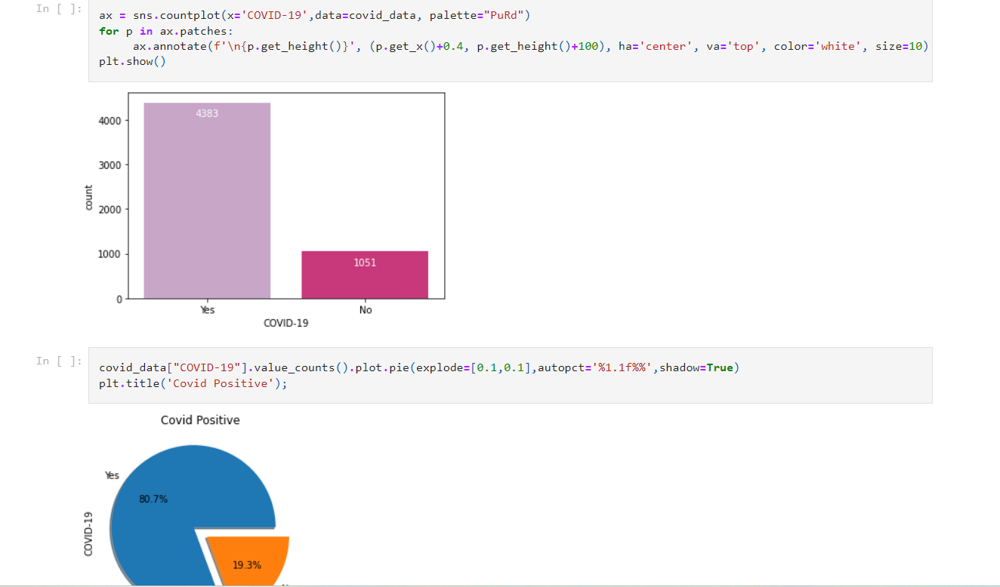 In [ ]:
ax = sns.countplot(x='COVID-19',data=covid_data, palette="PuRd")
for p in ax.patches:
     ax.annotate(f'\n{p.get_height()}', (p.get_x()+0.4, p.get_height()+100), ha='center', va='top', color='white', size=10)
plt.show()
4383
4000
3000
2000
1000
0
count
1051
Yes
No
COVID-19
In [ ]:
covid_data["COVID-19"].value_counts().plot.pie(explode=[0.1,0.1],autopct='%1.1f%%',shadow=True)
plt.title('Covid Positive');
Covid Positive
Yes
80.7%
COVID-19
19.3%